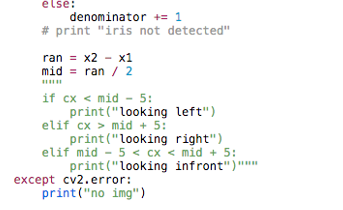 else:
denominator += 1
# print "iris not detected"
ran = x2 - x1
mid = ran / 2
"""
if cx < mid - 5:
print("looking left")
elif cx > mid + 5:
print("looking right")
elif mid - 5 < cx < mid + 5:
print("looking infront")"""
except cv2.error:
print("no img")